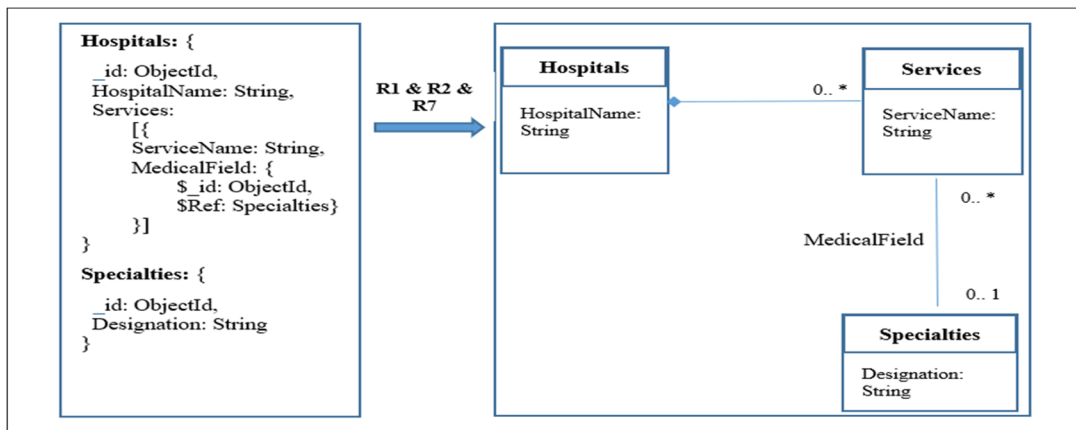 Hospitals: {
_id: ObjectId,
HospitalName: String,
Services:
[{
ServiceName: String,
MedicalField: {
$_id: ObjectId,
$Ref: Specialties}
}]
}
Specialties: {
_id: ObjectId,
Designation: String
}
R1 & R2 &
R7
Hospitals
HospitalName:
String
0.. *
Services
ServiceName:
String
0.. *
MedicalField
0.. 1
Specialties
Designation:
String